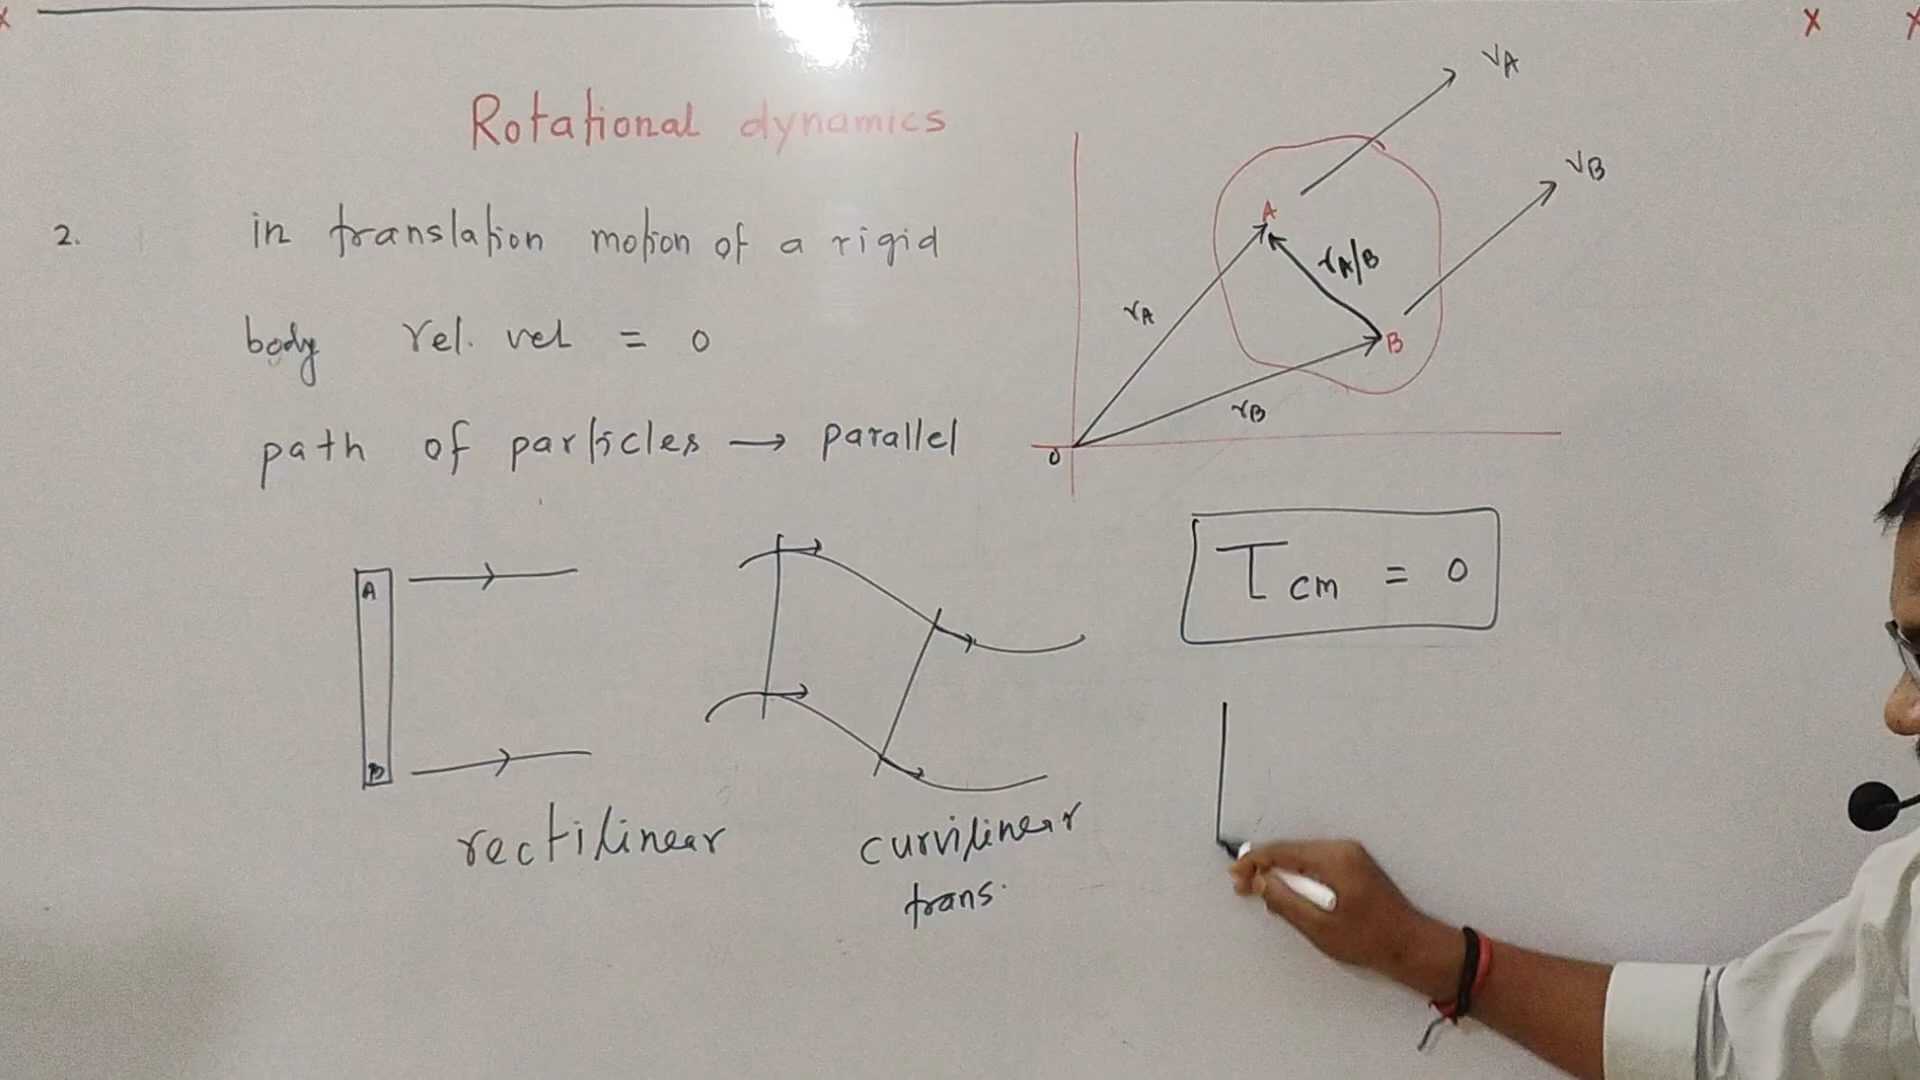 Rotational dynamics
2. in translation motion of a rigid
body rel. vel = 0
path of particles → parallel
VA
VB
A
rA/B
rA
B
rB
O
τcm = 0
A
B
rectilinear
curvilinear
trans.